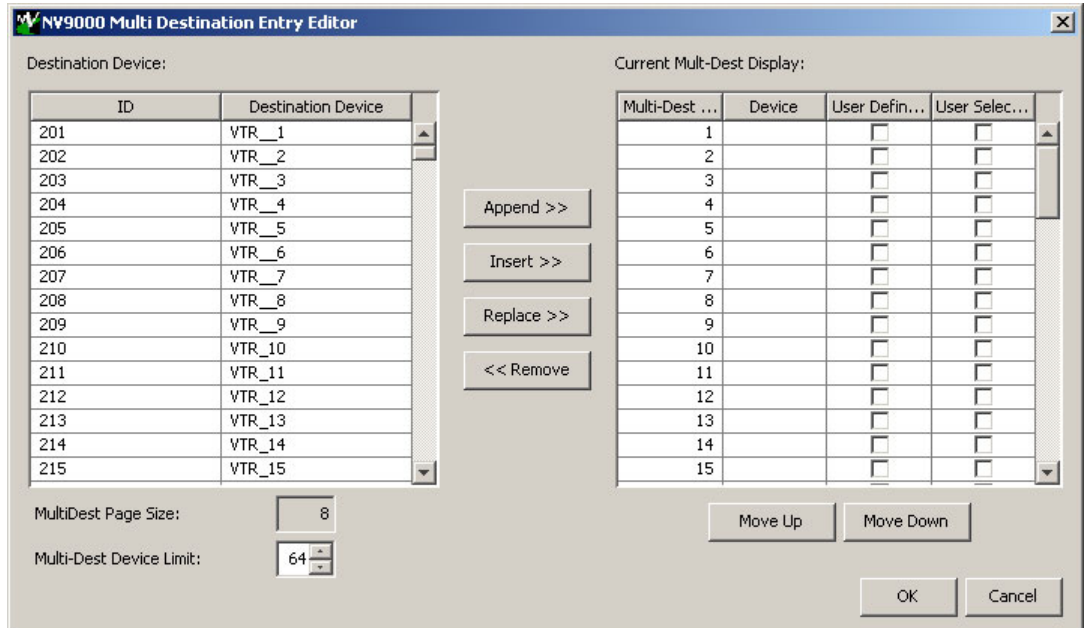 NV9000 Multi Destination Entry Editor
Destination Device:
Current Mult-Dest Display:
ID Destination Device
Multi-Dest ... Device User Defin... User Selec...
201 VTR__1 1
202 VTR__2 2
203 VTR__3 3
204 VTR__4 4
205 VTR__5 5
206 VTR__6 6
207 VTR__7 7
208 VTR__8 8
209 VTR__9 9
210 VTR_10 10
211 VTR_11 11
212 VTR_12 12
213 VTR_13 13
214 VTR_14 14
215 VTR_15 15
Append >>
Insert >>
Replace >>
<< Remove
MultiDest Page Size: 8
Multi-Dest Device Limit: 64
Move Up Move Down
OK Cancel